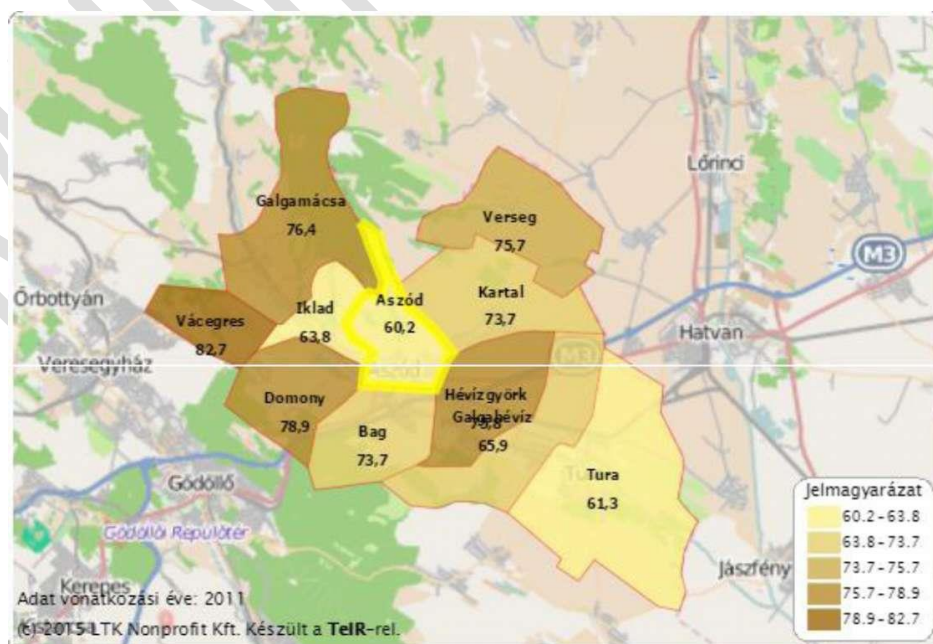 Lőrinci
Galgamácsa
76,4
Verseg
75,7
M3
Őrbottyán
Aszód
60,2
Kartal
73,7
Iklad
63,8
Vácegres
82,7
Hatvan
Veresegyház
M3
Domony
78,9
Hévízgyörk
Galgahévíz
65,9
Bag
73,7
Tura
61,3
Gödöllő
Gödöllői Repülőtér
Jelmagyarázat
60.2-63.8
63.8-73.7
73.7-75.7
75.7-78.9
78.9-82.7
Jászfény
Kerepes
Adat vonatkozási éve: 2011
(c) 2015 LTK Nonprofit Kft. Készült a TeIR-rel.